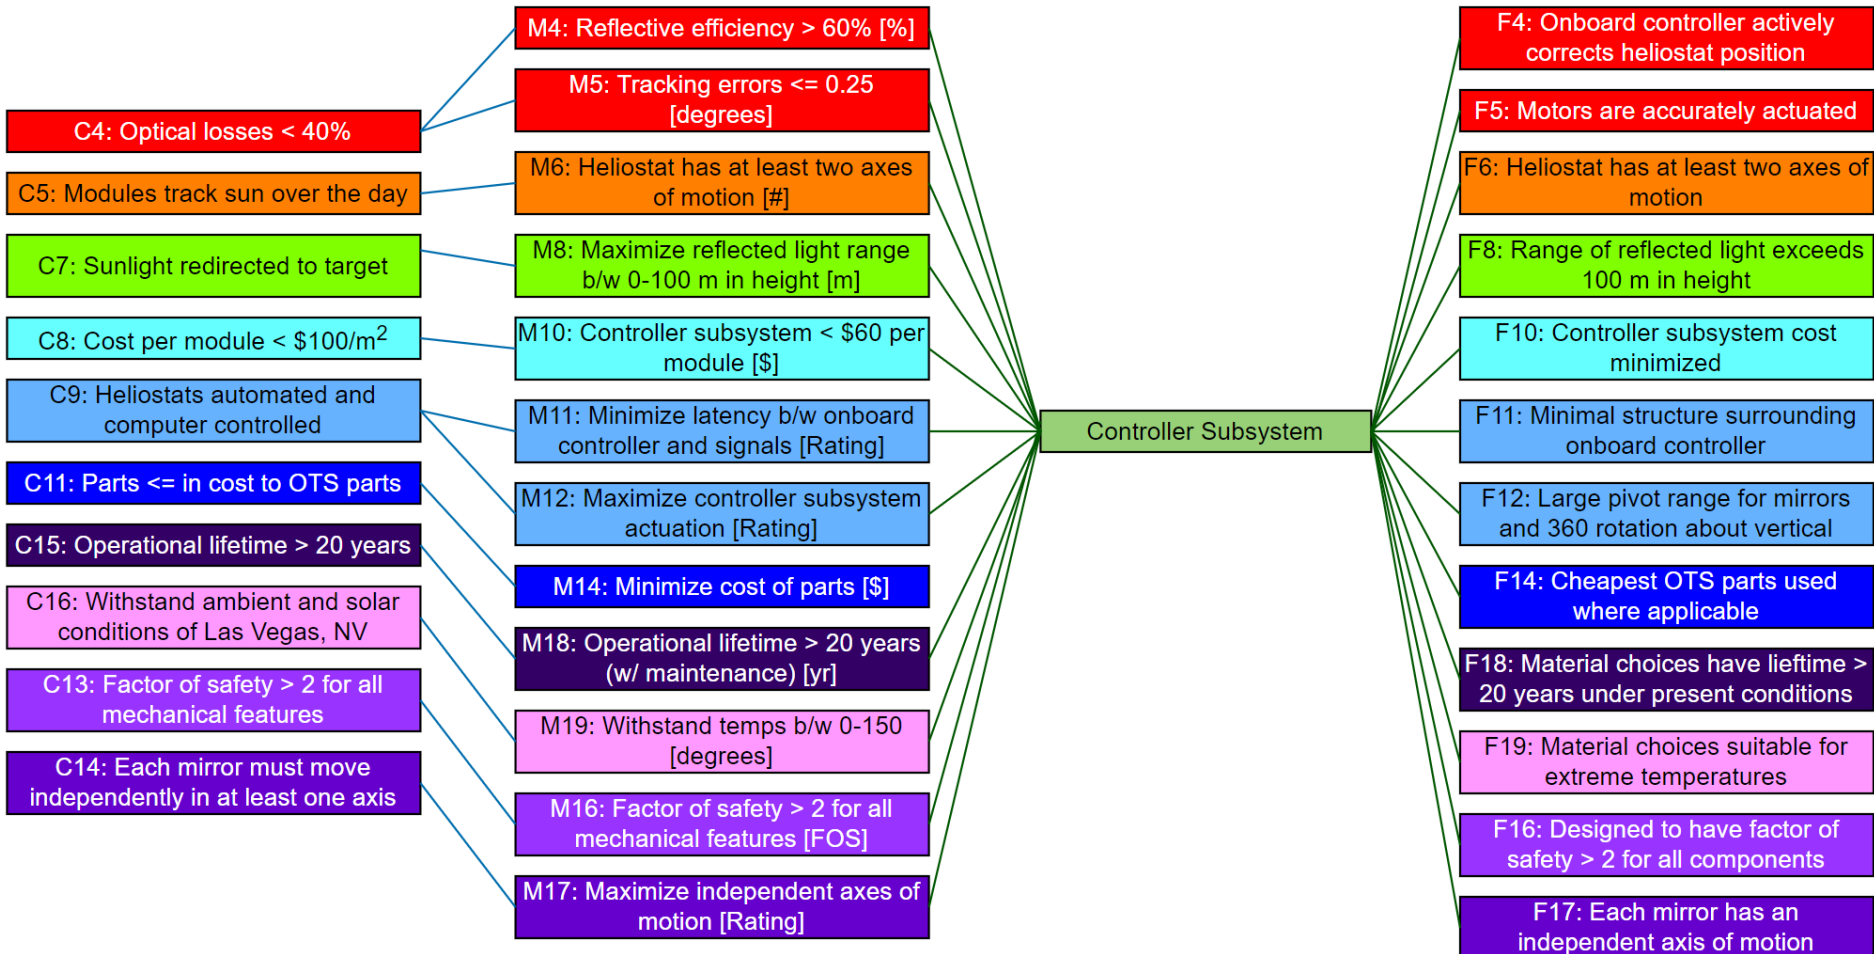 C4: Optical losses < 40%
C5: Modules track sun over the day
C7: Sunlight redirected to target
C8: Cost per module < $100/m²
C9: Heliostats automated and
computer controlled
C11: Parts <= in cost to OTS parts
C15: Operational lifetime > 20 years
C16: Withstand ambient and solar
conditions of Las Vegas, NV
C13: Factor of safety > 2 for all
mechanical features
C14: Each mirror must move
independently in at least one axis
M4: Reflective efficiency > 60% [%]
M5: Tracking errors <= 0.25
[degrees]
M6: Heliostat has at least two axes
of motion [#]
M8: Maximize reflected light range
b/w 0-100 m in height [m]
M10: Controller subsystem < $60 per
module [$]
M11: Minimize latency b/w onboard
controller and signals [Rating]
M12: Maximize controller subsystem
actuation [Rating]
M14: Minimize cost of parts [$]
M18: Operational lifetime > 20 years
(w/ maintenance) [yr]
M19: Withstand temps b/w 0-150
[degrees]
M16: Factor of safety > 2 for all
mechanical features [FOS]
M17: Maximize independent axes of
motion [Rating]
Controller Subsystem
F4: Onboard controller actively
corrects heliostat position
F5: Motors are accurately actuated
F6: Heliostat has at least two axes of
motion
F8: Range of reflected light exceeds
100 m in height
F10: Controller subsystem cost
minimized
F11: Minimal structure surrounding
onboard controller
F12: Large pivot range for mirrors
and 360 rotation about vertical
F14: Cheapest OTS parts used
where applicable
F18: Material choices have lieftime >
20 years under present conditions
F19: Material choices suitable for
extreme temperatures
F16: Designed to have factor of
safety > 2 for all components
F17: Each mirror has an
independent axis of motion